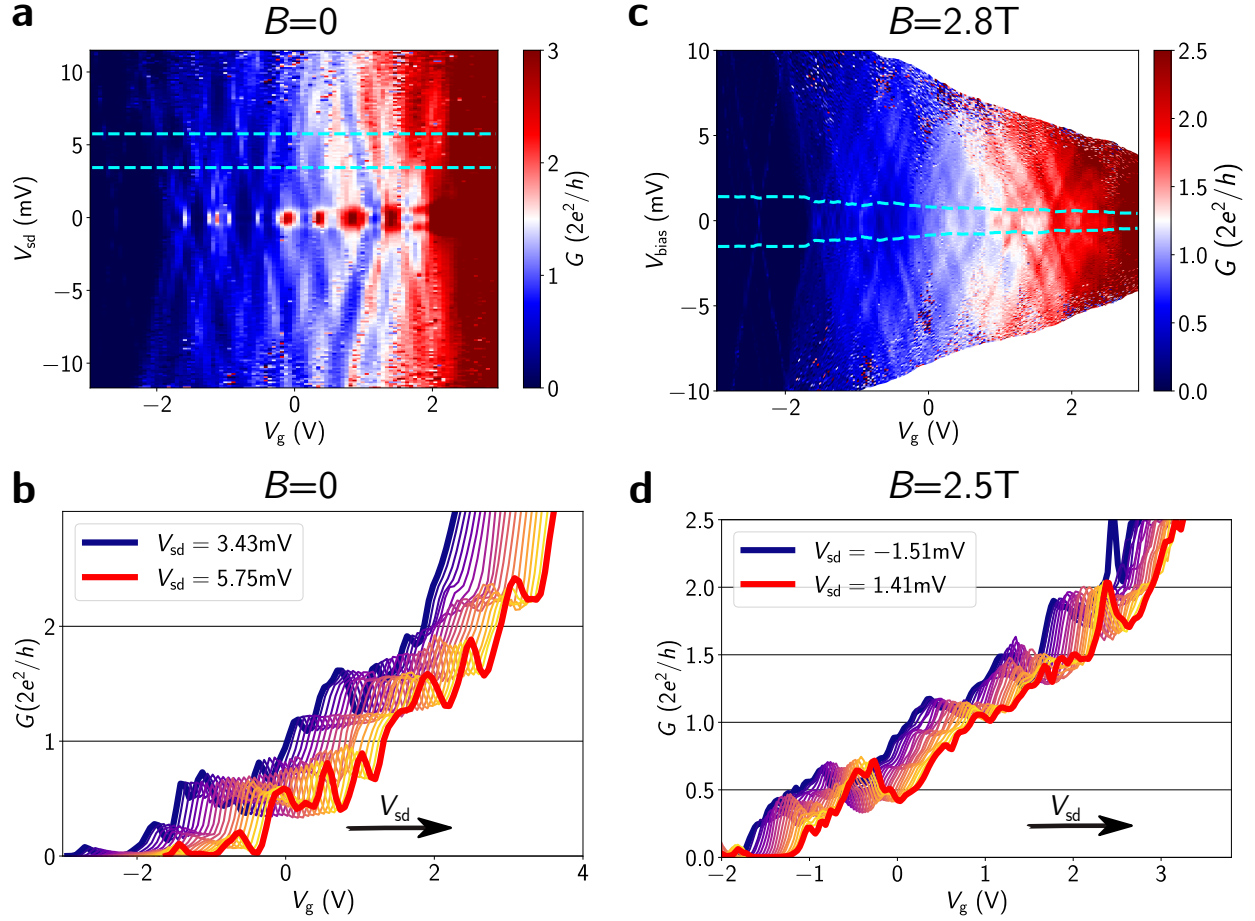 a
B=0
10
5
0
−5
−10
V_sd (mV)
−2
0
2
V_g (V)
3
2
1
0
G (2e²/h)
c
B=2.8T
10
5
0
−5
−10
V_bias (mV)
−2
0
2
V_g (V)
2.5
2.0
1.5
1.0
0.5
0.0
G (2e²/h)
b
B=0
V_sd = 3.43mV
V_sd = 5.75mV
2
1
0
G(2e²/h)
V_sd
−2
0
2
4
V_g (V)
d
B=2.5T
V_sd = −1.51mV
V_sd = 1.41mV
2.5
2.0
1.5
1.0
0.5
0.0
G (2e²/h)
V_sd
−2
−1
0
1
2
3
V_g (V)